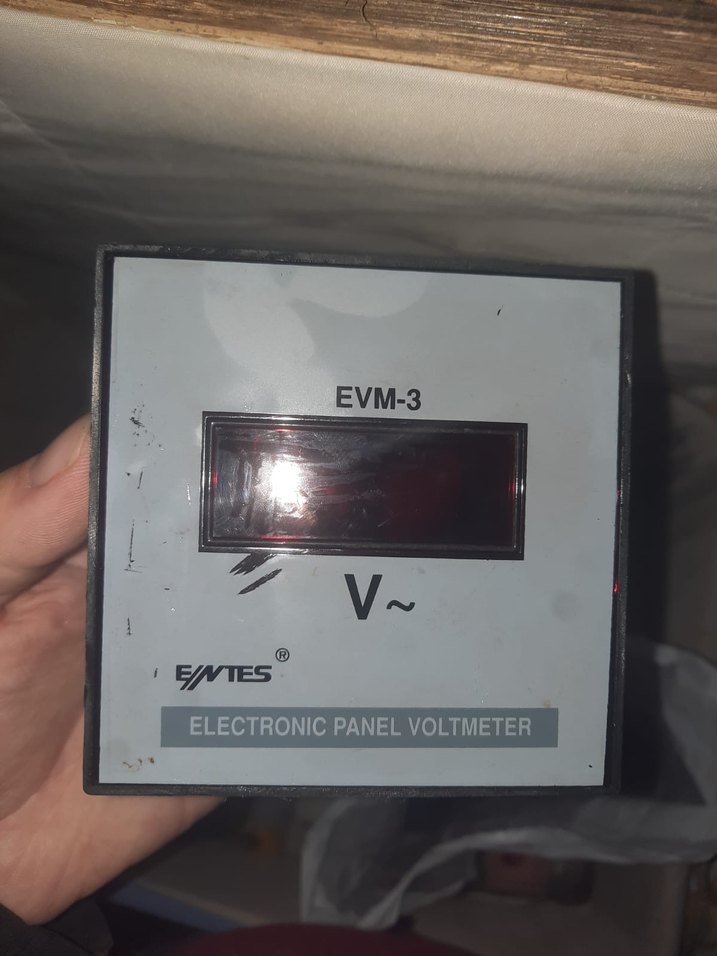 EVM-3
V~
ENTES®
ELECTRONIC PANEL VOLTMETER